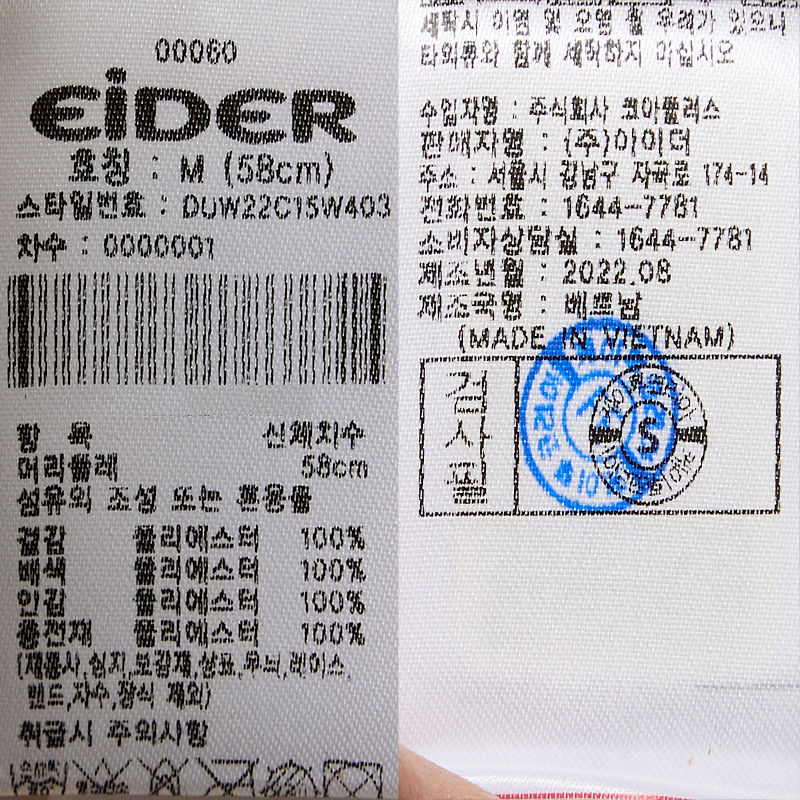 00060
EiDER
호칭 : M (58cm)
스타일번호 : DUW22C15W403
차수 : 0000001
항 목 신체치수
머리둘레 58cm
섬유의 조성 또는 혼용률
겉감 폴리에스터 100%
배색 폴리에스터 100%
안감 폴리에스터 100%
충전재 폴리에스터 100%
(재봉사,심지,보강재,상표,무늬,레이스,
밴드,자수,장식 제외)
취급시 주의사항
세탁시 이염 및 오염 될 우려가 있으니
타의류와 함께 세탁하지 마십시오
수입자명 : 주식회사 코아플러스
판매자명 : (주)아이더
주소 : 서울시 강남구 자곡로 174-14
전화번호 : 1644-7781
소비자상담실 : 1644-7781
제조년월 : 2022.08
제조국명 : 베트남
(MADE IN VIETNAM)
검사필
S